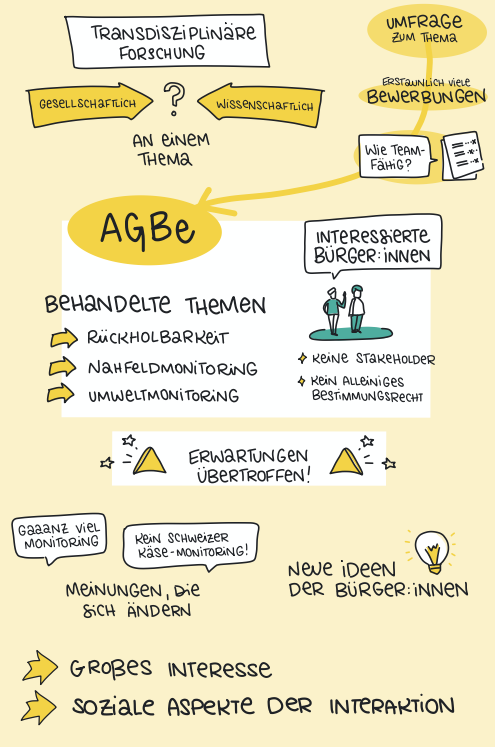 TRANSDISZIPLINÄRE
FORSCHUNG
GESELLSCHAFTLICH
?
WISSENSCHAFTLICH
AN EINEM
THEMA
UMFRAGE
ZUM THEMA
ERSTAUNLICH VIELE
BEWERBUNGEN
WIE TEAM-
FÄHIG?
AGBe
INTERESSIERTE
BÜRGER:INNEN
BEHANDELTE THEMEN
RÜCKHOLBARKEIT
NAHFELDMONITORING
UMWELTMONITORING
KEINE STAKEHOLDER
KEIN ALLEINIGES
BESTIMMUNGSRECHT
ERWARTUNGEN
ÜBERTROFFEN!
GAAANZ VIEL
MONITORING
KEIN SCHWEIZER
KÄSE-MONITORING!
MEINUNGEN, DIE
SICH ÄNDERN
NEUE IDEEN
DER BÜRGER:INNEN
GROßES INTERESSE
SOZIALE ASPEKTE DER INTERAKTION